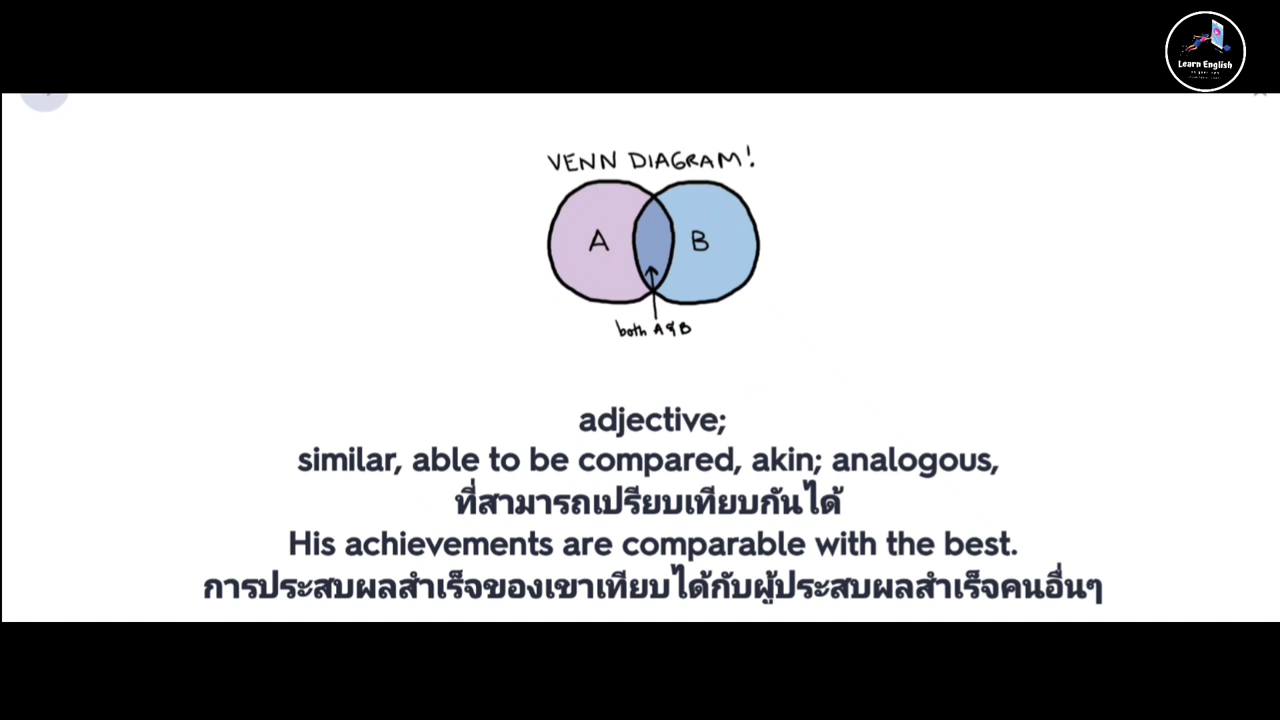 Learn English
VENN DIAGRAM!
A
B
both A & B
adjective;
similar, able to be compared, akin; analogous,
ที่สามารถเปรียบเทียบกันได้
His achievements are comparable with the best.
การประสบผลสำเร็จของเขาเทียบได้กับผู้ประสบผลสำเร็จคนอื่นๆ